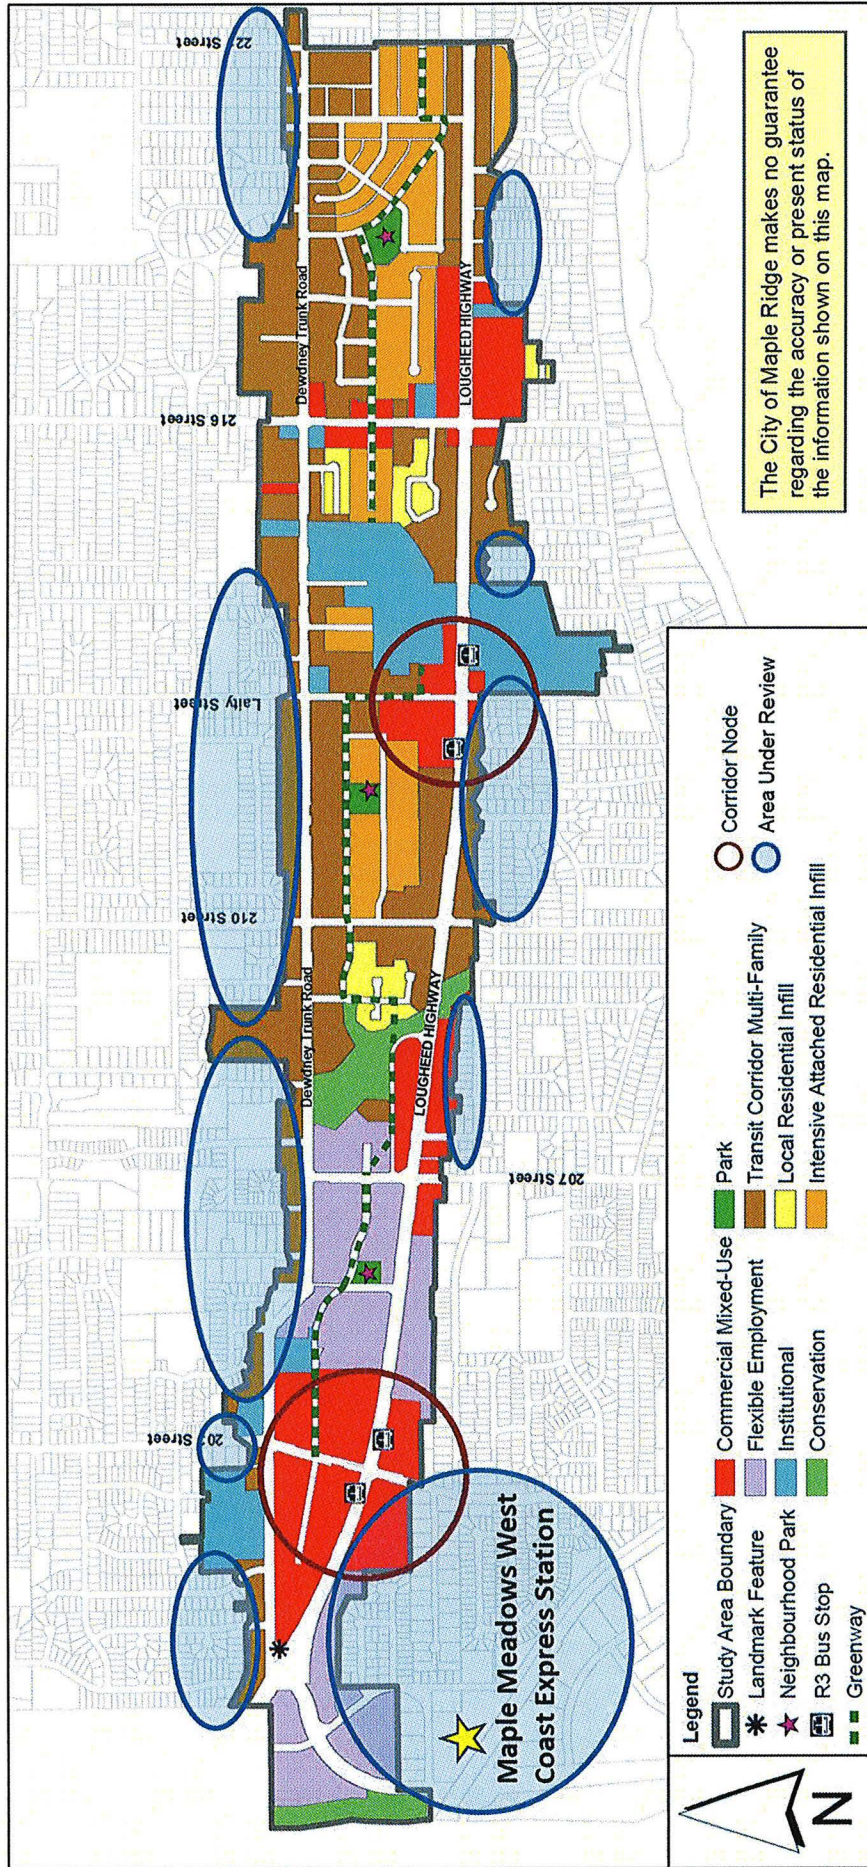 222 Street
216 Street
Laity Street
210 Street
Street
Dewdney Trunk Road
Dewdney Trunk Road
LOUGHEED HIGHWAY
LOUGHEED HIGHWAY
207 Street
Maple Meadows West
Coast Express Station
The City of Maple Ridge makes no guarantee
regarding the accuracy or present status of
the information shown on this map.
N
Legend
Study Area Boundary
Landmark Feature
Neighbourhood Park
R3 Bus Stop
Greenway
Commercial Mixed-Use
Flexible Employment
Institutional
Conservation
Park
Transit Corridor Multi-Family
Local Residential Infill
Intensive Attached Residential Infill
Corridor Node
Area Under Review